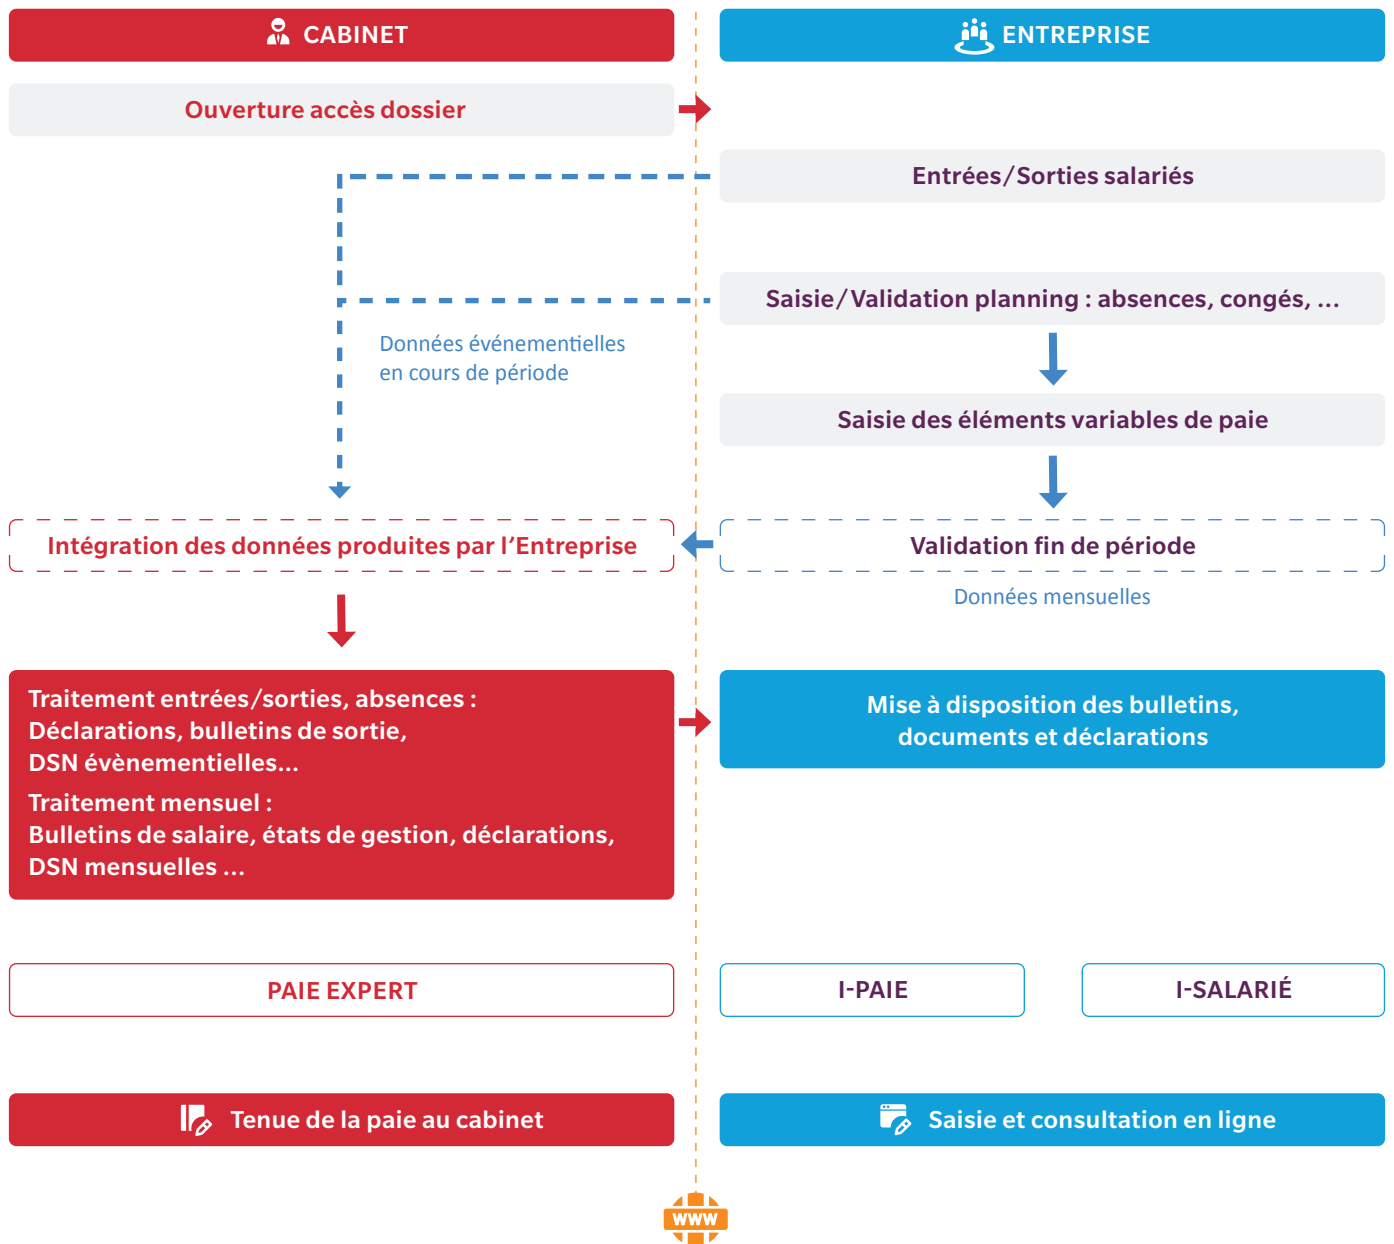 CABINET
ENTREPRISE
Ouverture accès dossier
Entrées/Sorties salariés
Saisie/Validation planning : absences, congés, ...
Données événementielles
en cours de période
Saisie des éléments variables de paie
Intégration des données produites par l’Entreprise
Validation fin de période
Données mensuelles
Traitement entrées/sorties, absences :
Déclarations, bulletins de sortie,
DSN évènementielles...
Traitement mensuel :
Bulletins de salaire, états de gestion, déclarations,
DSN mensuelles ...
Mise à disposition des bulletins,
documents et déclarations
PAIE EXPERT
I-PAIE
I-SALARIÉ
Tenue de la paie au cabinet
Saisie et consultation en ligne
WWW